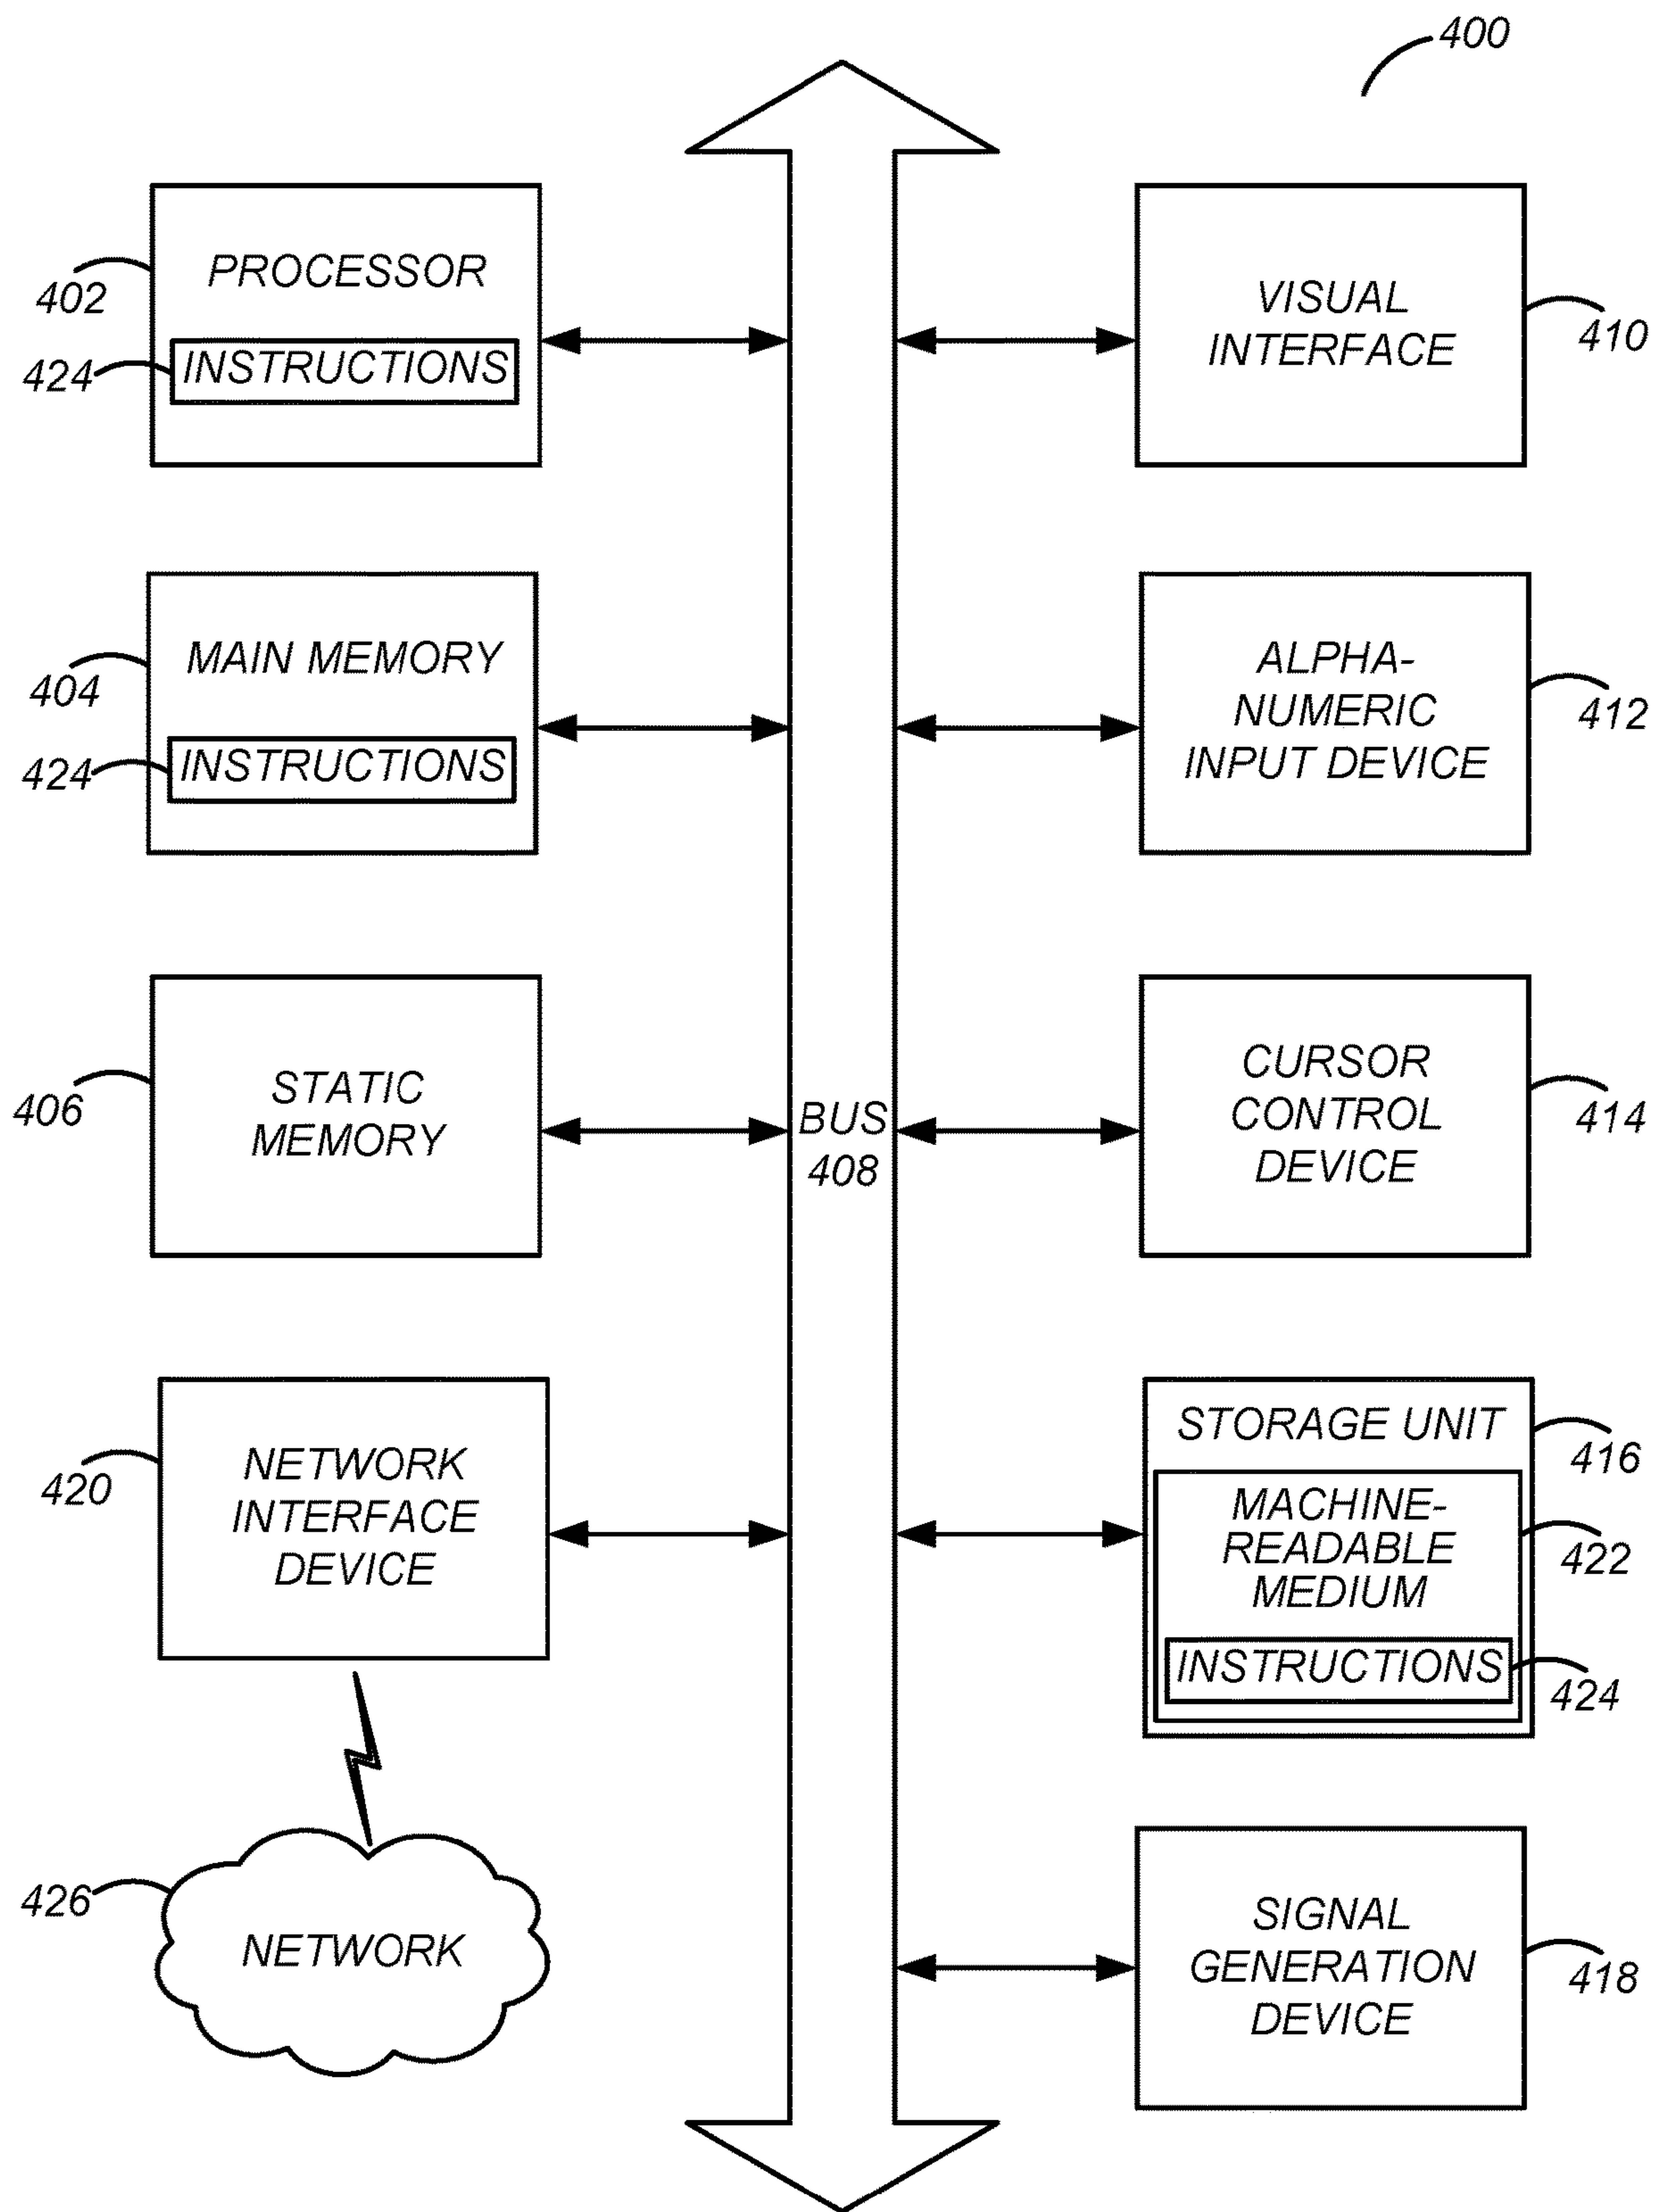 400
PROCESSOR
402
INSTRUCTIONS
424
MAIN MEMORY
404
INSTRUCTIONS
424
STATIC
MEMORY
406
NETWORK
INTERFACE
DEVICE
420
426
NETWORK
BUS
408
VISUAL
INTERFACE
410
ALPHA-
NUMERIC
INPUT DEVICE
412
CURSOR
CONTROL
DEVICE
414
STORAGE UNIT
416
MACHINE-
READABLE
MEDIUM
422
INSTRUCTIONS
424
SIGNAL
GENERATION
DEVICE
418